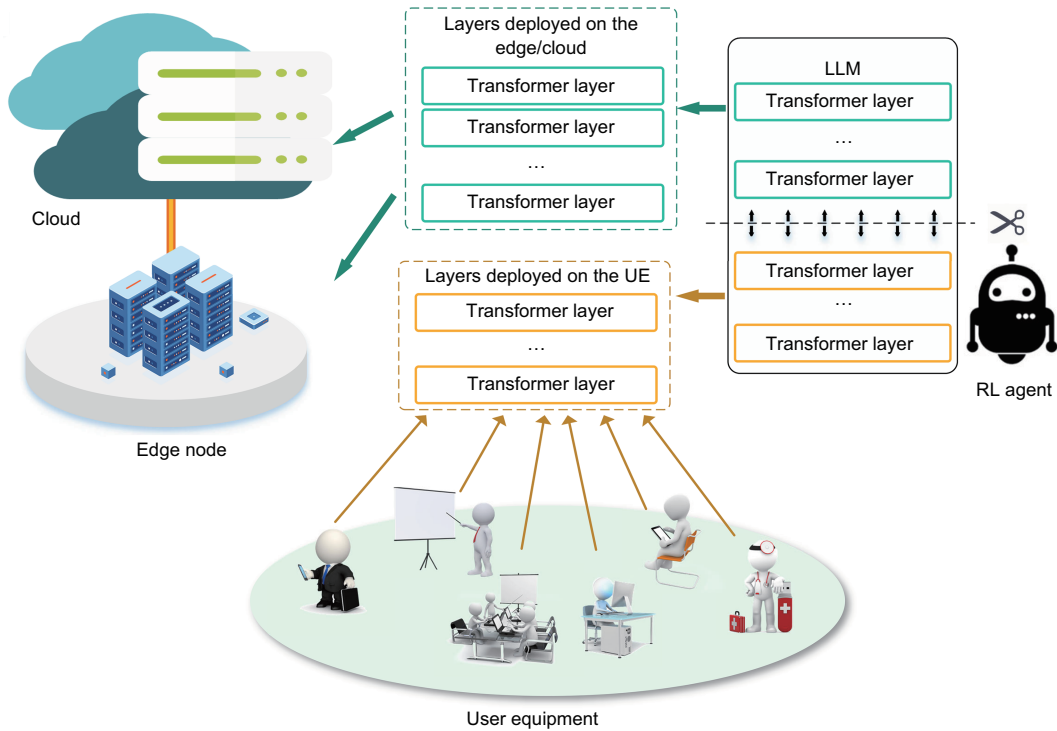 Layers deployed on the
edge/cloud
Transformer layer
Transformer layer
...
Transformer layer
LLM
Transformer layer
...
Transformer layer
Transformer layer
...
Transformer layer
Cloud
Layers deployed on the UE
Transformer layer
...
Transformer layer
RL agent
Edge node
User equipment